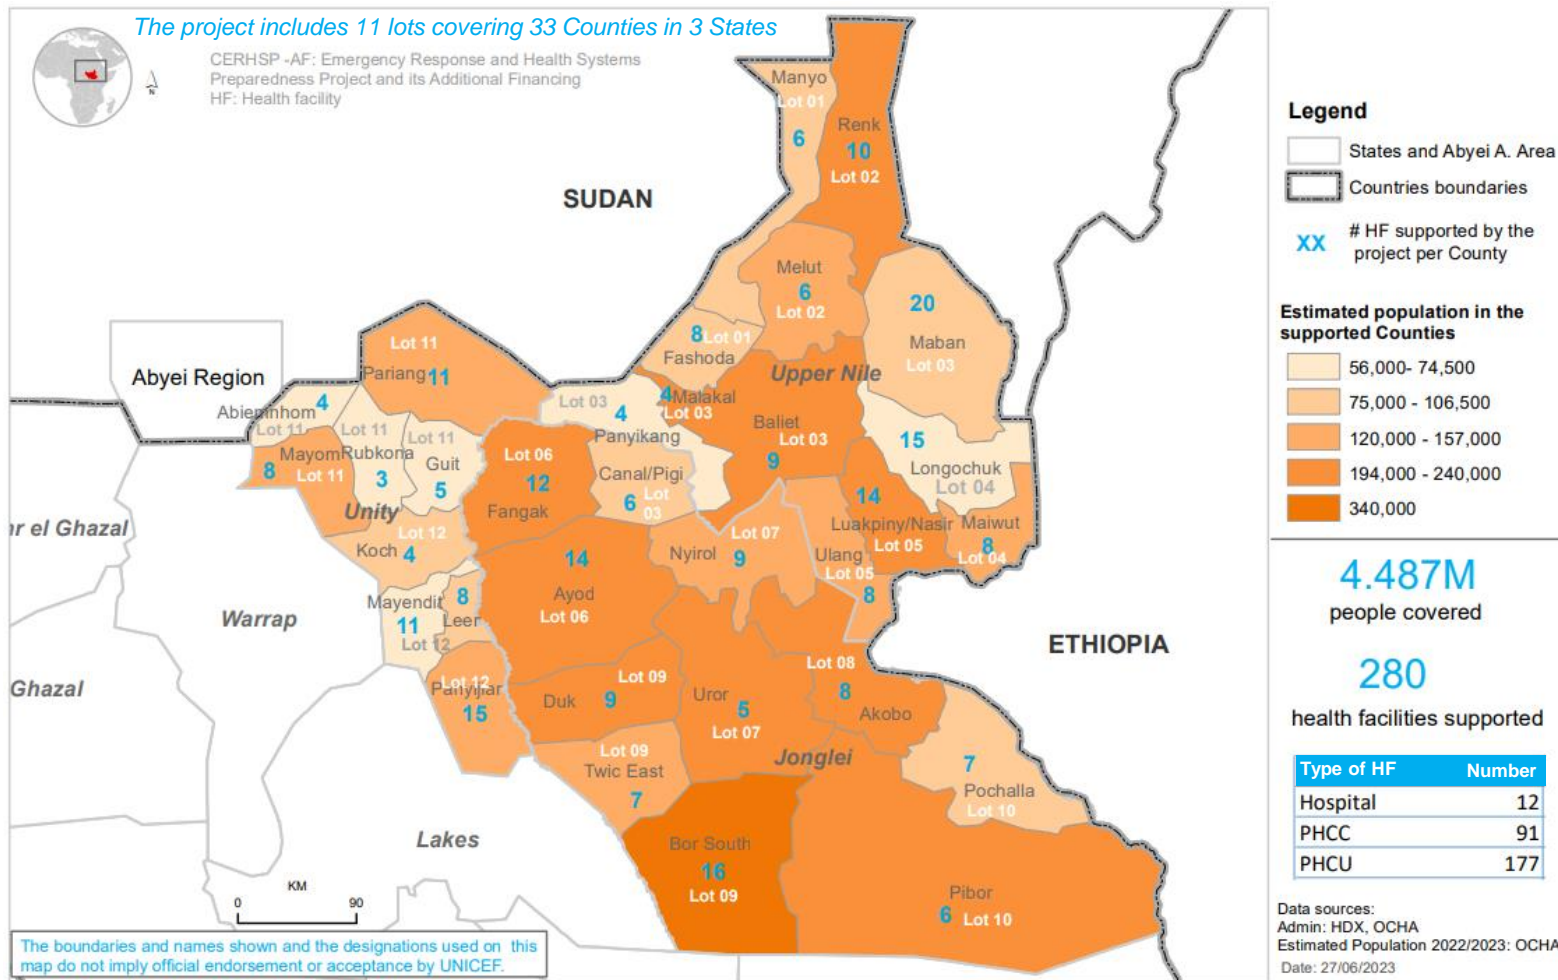 The project includes 11 lots covering 33 Counties in 3 States
CERHSP -AF: Emergency Response and Health Systems
Preparedness Project and its Additional Financing
HF: Health facility
N
Manyo
Lot 01
6
Renk
10
Lot 02
SUDAN
Melut
6
Lot 02
20
Maban
Lot 03
8
Lot 01
Fashoda
Upper Nile
Lot 11
Pariang
11
Abyei Region
Abiemnhom
4
Lot 11
Lot 03
4
Panyikang
4
Malakal
Lot 03
Baliet
Lot 03
9
15
Longochuk
Lot 04
Mayom
8
Lot 11
Lot 11
Rubkona
3
Lot 11
Guit
5
Unity
Lot 06
12
Fangak
Canal/Pigi
6
Lot
03
14
Luakpiny/Nasir
Lot 05
Maiwut
8
Lot 04
hr el Ghazal
Lot 12
Koch
4
14
Ayod
Lot 06
Lot 07
Nyirol
9
Ulang
Lot 05
8
Warrap
Mayendit
11
Lot 12
8
Leer
ETHIOPIA
Ghazal
Lot 12
Panyijiar
15
Lot 09
Duk
9
Uror
5
Lot 07
Lot 08
8
Akobo
Lot 09
Twic East
7
Jonglei
7
Pochalla
Lot 10
Lakes
Bor South
16
Lot 09
Pibor
6
Lot 10
KM
0 90
The boundaries and names shown and the designations used on this
map do not imply official endorsement or acceptance by UNICEF.
Legend
States and Abyei A. Area
Countries boundaries
XX
# HF supported by the
project per County
Estimated population in the
supported Counties
56,000- 74,500
75,000 - 106,500
120,000 - 157,000
194,000 - 240,000
340,000
4.487M
people covered
280
health facilities supported
Type of HF Number
Hospital 12
PHCC 91
PHCU 177
Data sources:
Admin: HDX, OCHA
Estimated Population 2022/2023: OCHA
Date: 27/06/2023